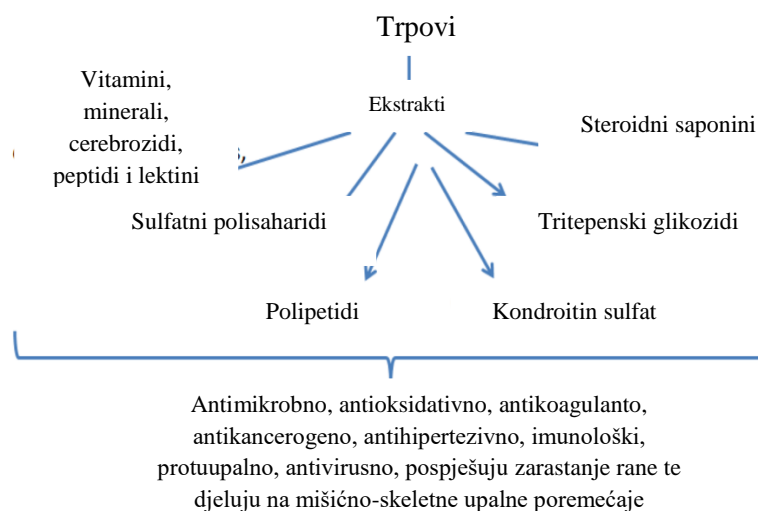 Trpovi
Vitamini,
minerali,
cerebrozidi,
peptidi i lektini
Ekstrakti
Steroidni saponini
Sulfatni polisaharidi
Tritepenski glikozidi
Polipetidi
Kondroitin sulfat
Antimikrobno, antioksidativno, antikoagulanto,
antikancerogeno, antihipertezivno, imunološki,
protuupalno, antivirusno, pospješuju zarastanje rane te
djeluju na mišićno-skeletne upalne poremećaje